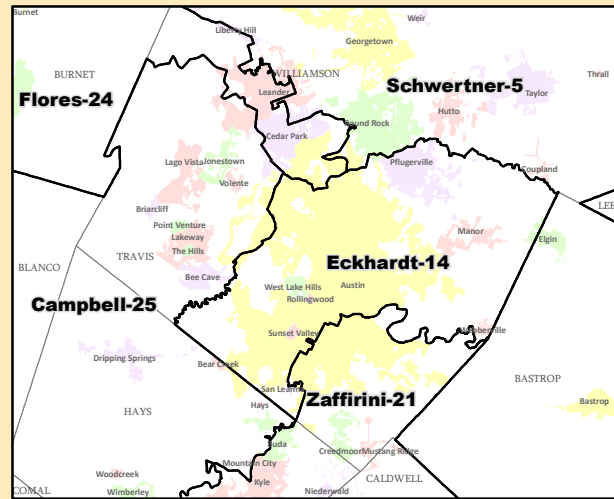 Burnet
Weir
Liberty Hill
Georgetown
BURNET
WILLIAMSON
Thrall
Schwertner-5
Leander
Taylor
Flores-24
Hutto
Round Rock
Cedar Park
Pflugerville
Lago Vista
Jonestown
Coupland
Volente
LEE
Briarcliff
Point Venture
Manor
Lakeway
Elgin
The Hills
TRAVIS
Eckhardt-14
BLANCO
Bee Cave
West Lake Hills
Austin
Rollingwood
Campbell-25
Webberville
Sunset Valley
Dripping Springs
Bear Creek
BASTROP
San Leanna
Zaffirini-21
Bastrop
Hays
HAYS
Buda
Creedmoor
Mustang Ridge
Mountain City
Woodcreek
CALDWELL
Kyle
COMAL
Wimberley
Niederwald